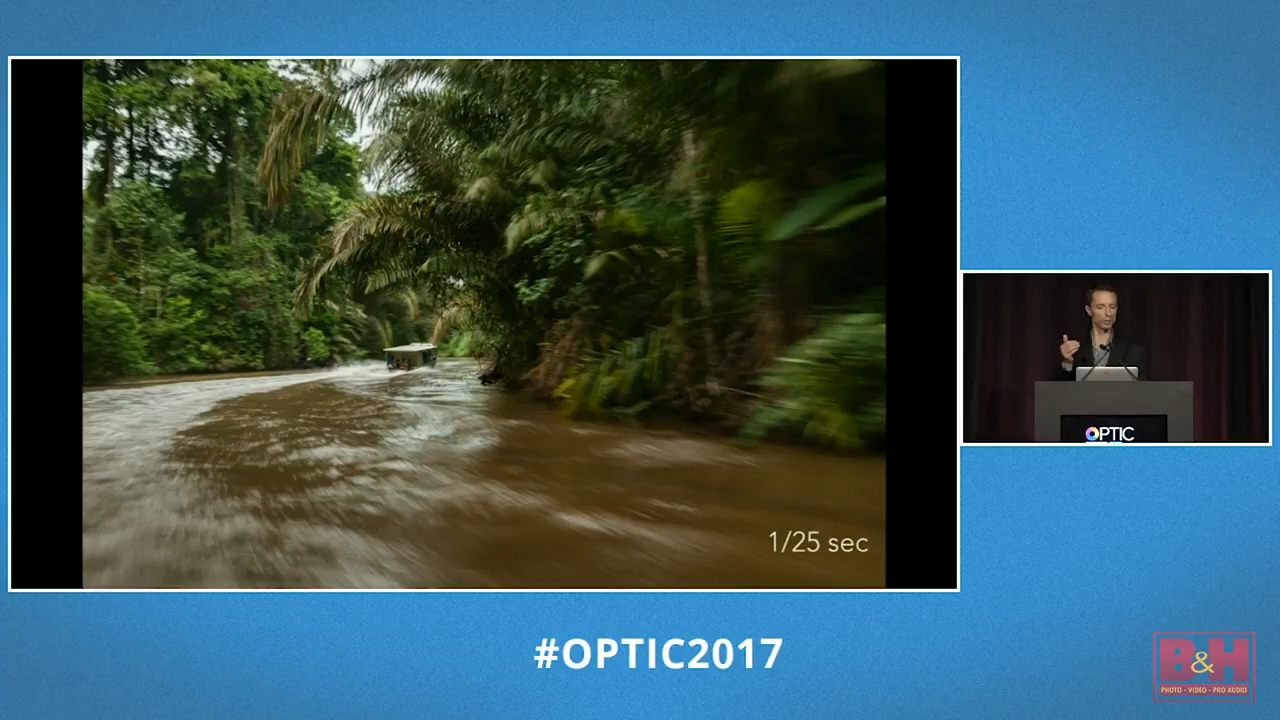 1/25 sec
OPTIC
#OPTIC2017
B&H
PHOTO - VIDEO - PRO AUDIO